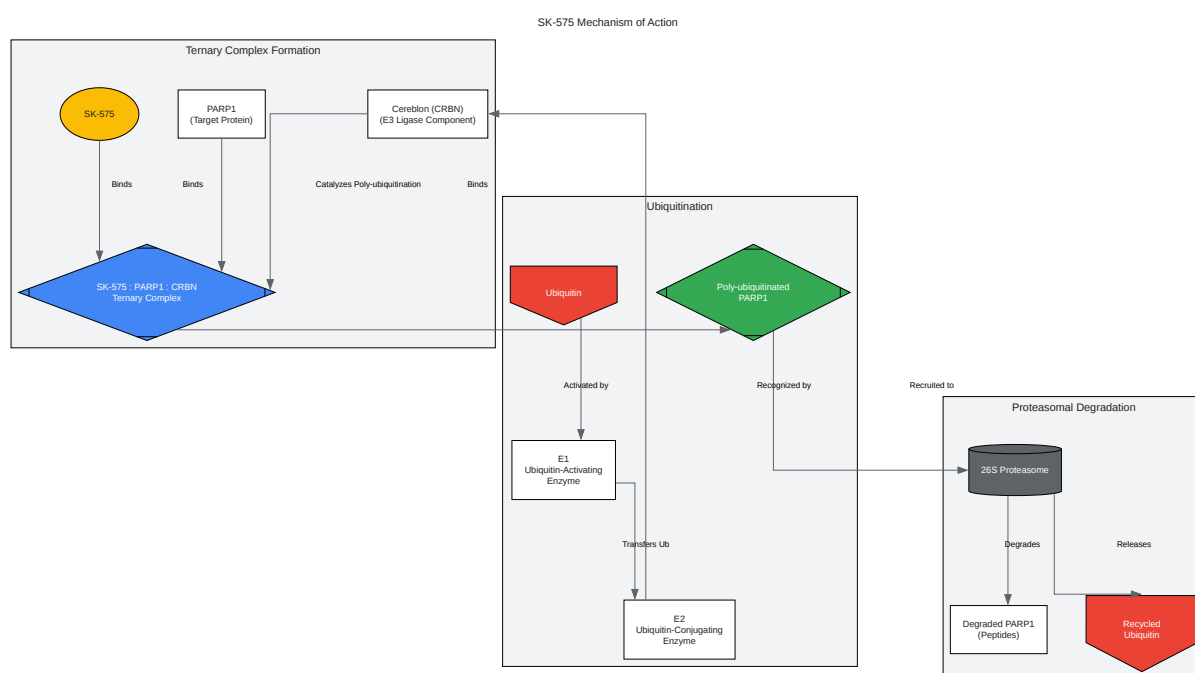 SK-575 Mechanism of Action
Ternary Complex Formation
SK-575
PARP1
(Target Protein)
Cereblon (CRBN)
(E3 Ligase Component)
Binds
Binds
Catalyzes Poly-ubiquitination
Binds
SK-575 : PARP1 : CRBN
Ternary Complex
Ubiquitination
Ubiquitin
Poly-ubiquitinated
PARP1
Activated by
Recognized by
Recruited to
E1
Ubiquitin-Activating
Enzyme
Transfers Ub
E2
Ubiquitin-Conjugating
Enzyme
Proteasomal Degradation
26S Proteasome
Degrades
Releases
Degraded PARP1
(Peptides)
Recycled
Ubiquitin